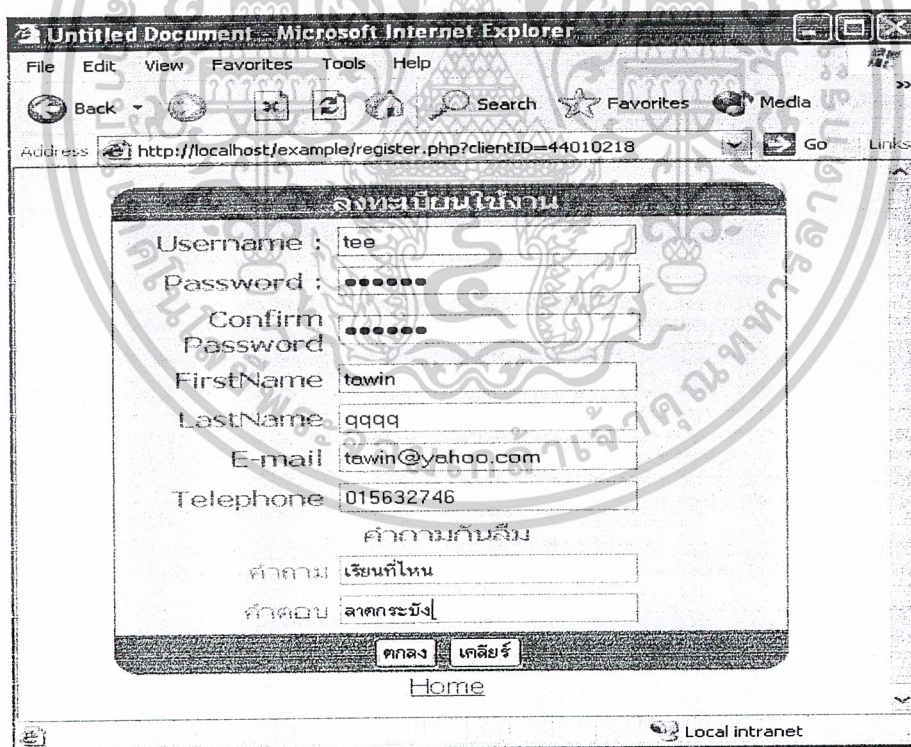 Untitled Document - Microsoft Internet Explorer
File Edit View Favorites Tools Help
Back Search Favorites Media
Address http://localhost/example/register.php?clientID=44010218 Go Links
ลงทะเบียนใช้งาน
Username : tee
Password : ••••••
Confirm
Password ••••••
FirstName tawin
LastName qqqq
E-mail tawin@yahoo.com
Telephone 015632746
คำถามกันลืม
คำถาม เรียนที่ไหน
คำตอบ ลาดกระบัง
ตกลง เคลียร์
Home
Local intranet